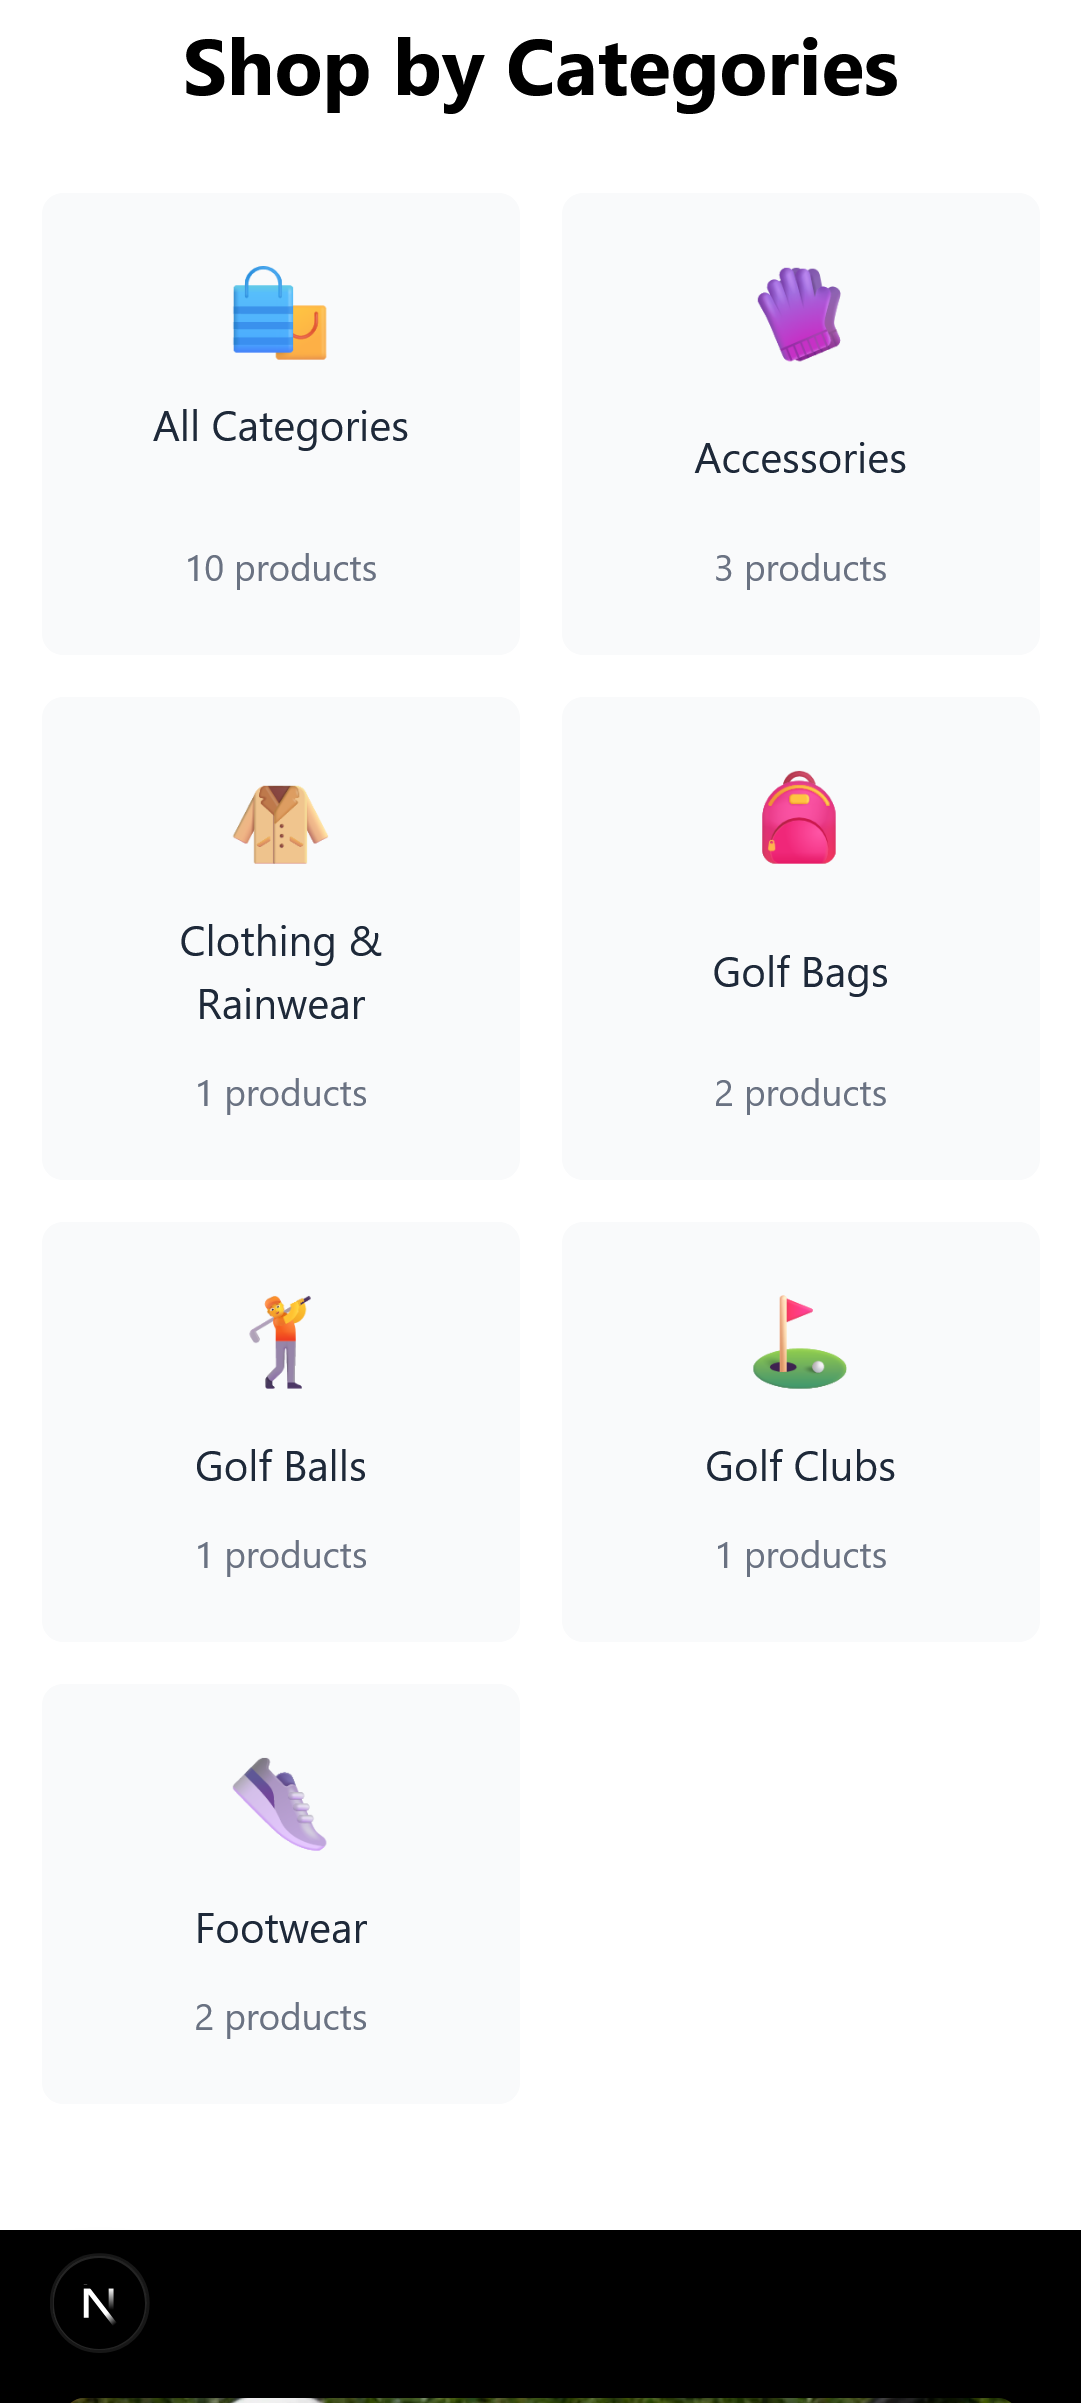 Shop by Categories
All Categories
10 products
Accessories
3 products
Clothing &
Rainwear
1 products
Golf Bags
2 products
Golf Balls
1 products
Golf Clubs
1 products
Footwear
2 products
N